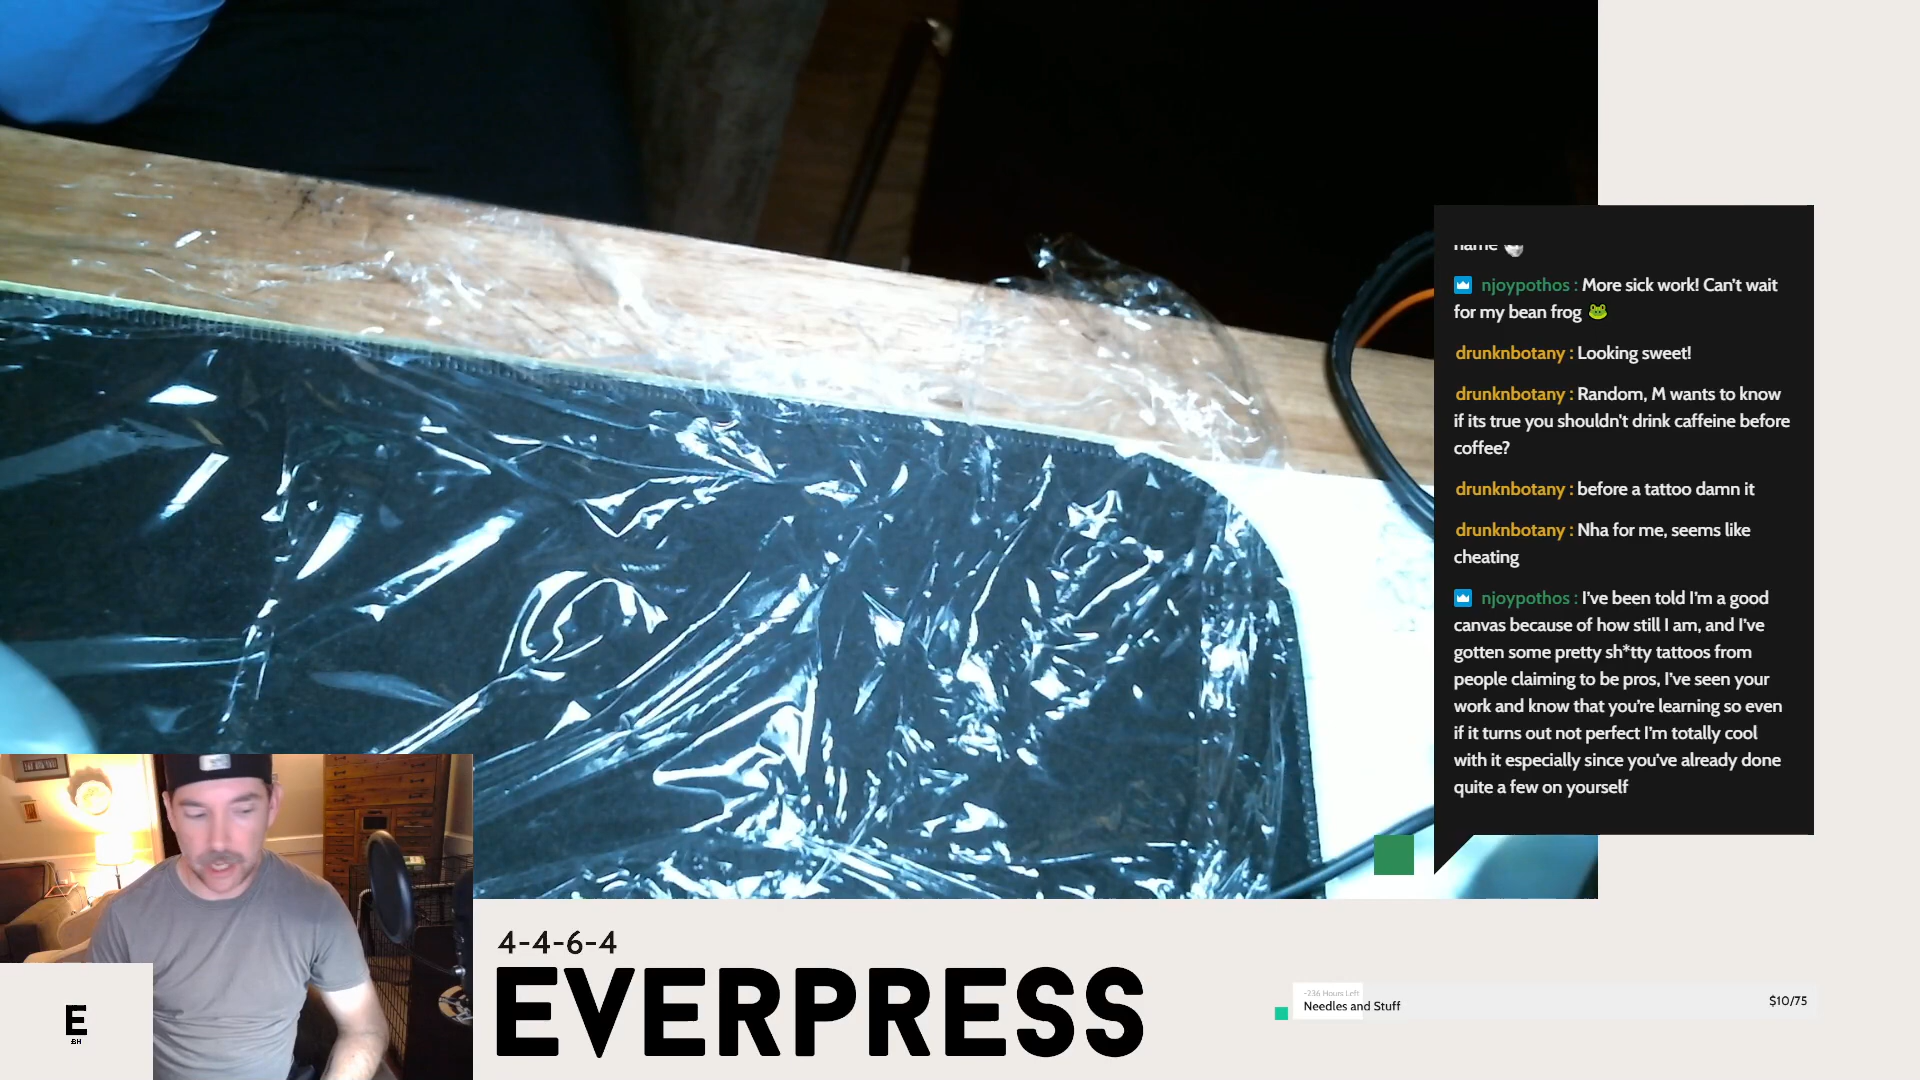 name
njoypothos : More sick work! Can't wait
for my bean frog 🐸
drunknbotany : Looking sweet!
drunknbotany : Random, M wants to know
if its true you shouldn't drink caffeine before
coffee?
drunknbotany : before a tattoo damn it
drunknbotany : Nha for me, seems like
cheating
njoypothos : I've been told I'm a good
canvas because of how still I am, and I've
gotten some pretty sh*tty tattoos from
people claiming to be pros, I've seen your
work and know that you're learning so even
if it turns out not perfect I'm totally cool
with it especially since you've already done
quite a few on yourself
4-4-6-4
EVERPRESS
E
.BH
-236 Hours Left
Needles and Stuff
$10/75